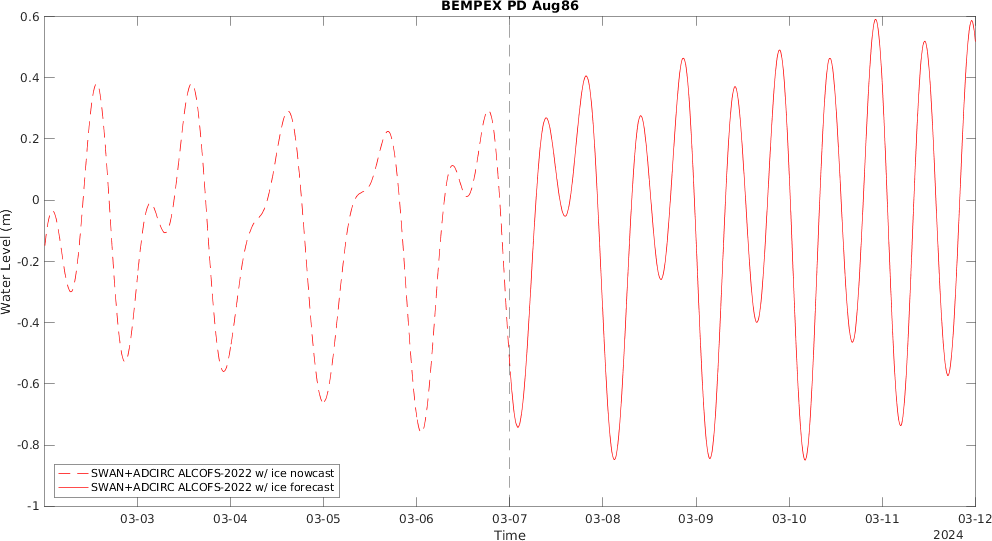 BEMPEX PD Aug86
0.6
0.4
0.2
0
-0.2
-0.4
-0.6
-0.8
-1
Water Level (m)
SWAN+ADCIRC ALCOFS-2022 w/ ice nowcast
SWAN+ADCIRC ALCOFS-2022 w/ ice forecast
03-03 03-04 03-05 03-06 03-07 03-08 03-09 03-10 03-11 03-12
Time
2024